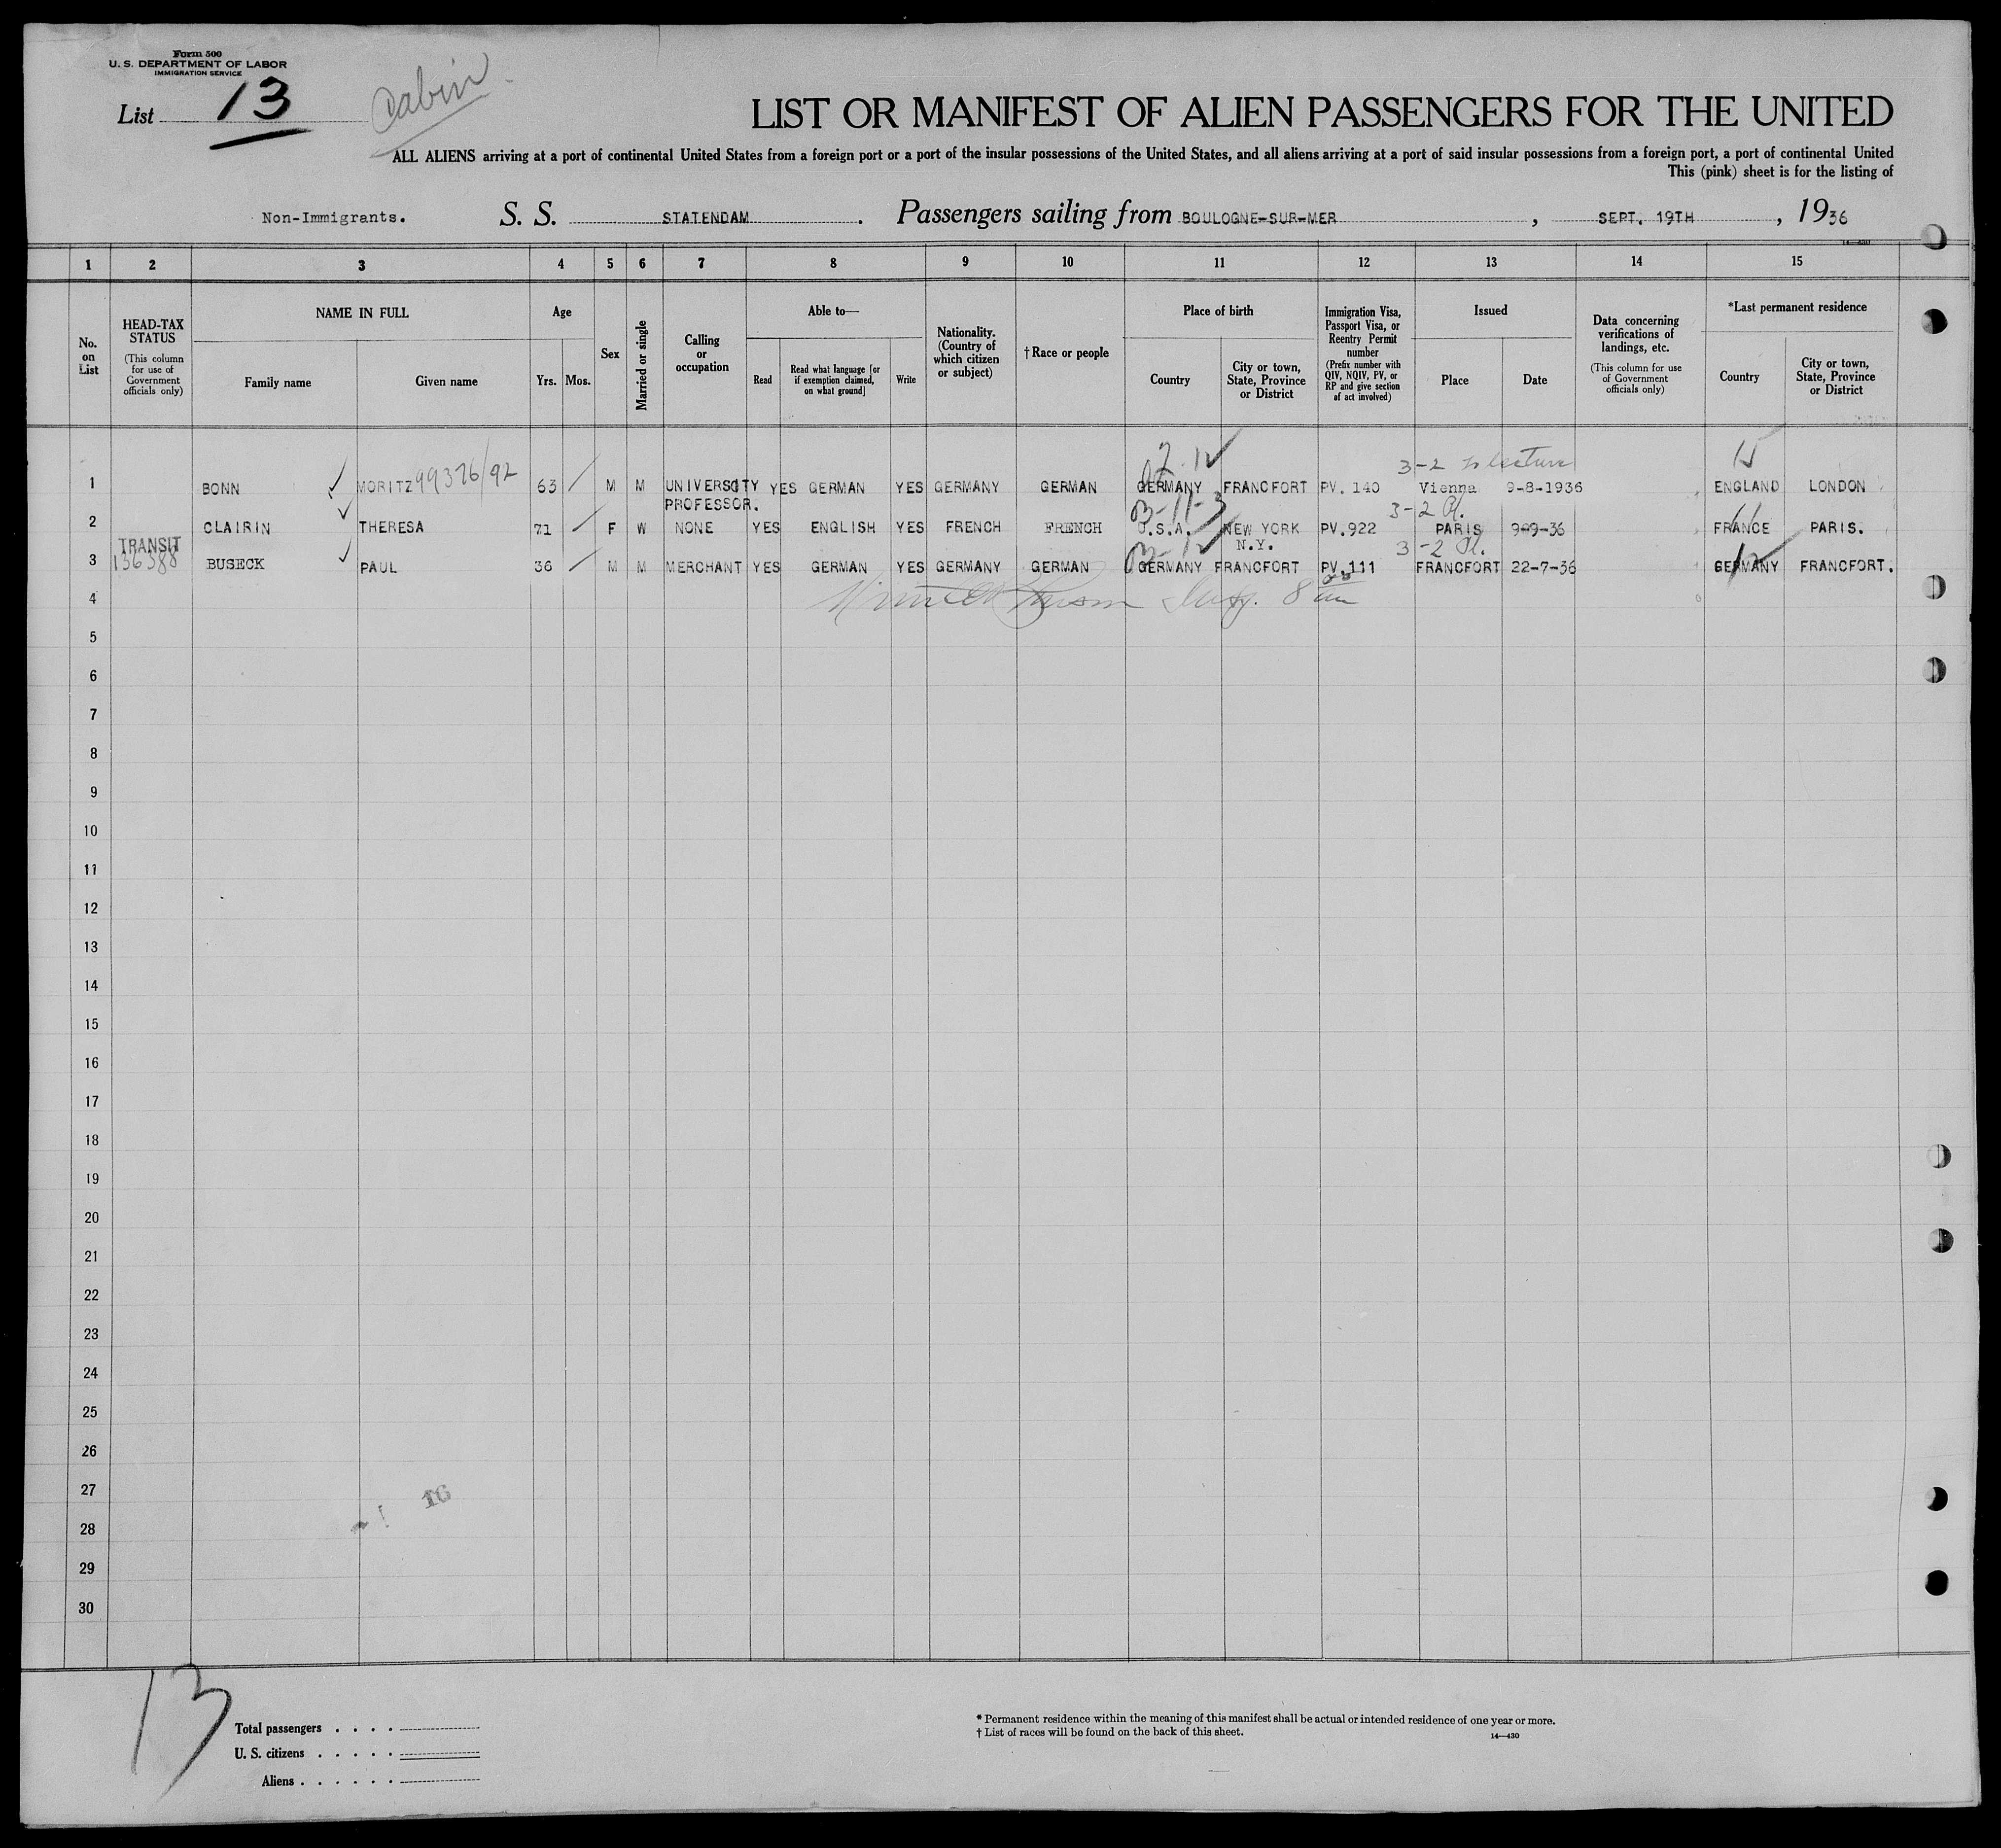 Form 500
U. S. DEPARTMENT OF LABOR
IMMIGRATION SERVICE
List 13
Cabin
LIST OR MANIFEST OF ALIEN PASSENGERS FOR THE UNITED
ALL ALIENS arriving at a port of continental United States from a foreign port or a port of the insular possessions of the United States, and all aliens arriving at a port of said insular possessions from a foreign port, a port of continental United
This (pink) sheet is for the listing of
Non-Immigrants. S. S. STATENDAM. Passengers sailing from BOULOGNE-SUR-MER, SEPT. 19TH, 1936
1 2 3 4 5 6 7 8 9 10 11 12 13 14 15
No. on List
HEAD-TAX STATUS
(This column for use of Government officials only)
NAME IN FULL
Family name Given name
Age
Yrs. Mos.
Sex
Married or single
Calling or occupation
Able to—
Read
Read what language [or if exemption claimed, on what ground]
Write
Nationality. (Country of which citizen or subject)
† Race or people
Place of birth
Country
City or town, State, Province or District
Immigration Visa, Passport Visa, or Reentry Permit number
(Prefix number with QIV, NQIV, PV, or RP and give section of act involved)
Issued
Place Date
Data concerning verifications of landings, etc.
(This column for use of Government officials only)
*Last permanent residence
Country
City or town, State, Province or District
3-2 lecture
1 BONN MORITZ 99376/92 63 M M UNIVERSITY YES GERMAN YES GERMANY GERMAN GERMANY FRANCFORT PV. 140 Vienna 9-8-1936 ENGLAND LONDON
PROFESSOR.
3-2 Pl.
2 CLAIRIN THERESA 71 F W NONE YES ENGLISH YES FRENCH FRENCH U.S.A. NEW YORK PV.922 PARIS 9-9-36 FRANCE PARIS.
N.Y.
3-2 Pl.
TRANSIT
136388
3 BUSECK PAUL 36 M M MERCHANT YES GERMAN YES GERMANY GERMAN GERMANY FRANCFORT PV.111 FRANCFORT 22-7-36 GERMANY FRANCFORT.
4
5
6
7
8
9
10
11
12
13
14
15
16
17
18
19
20
21
22
23
24
25
26
27
16
28
29
30
13
Total passengers . . . .
U. S. citizens . . . . .
Aliens . . . . . .
* Permanent residence within the meaning of this manifest shall be actual or intended residence of one year or more.
† List of races will be found on the back of this sheet.
14—430